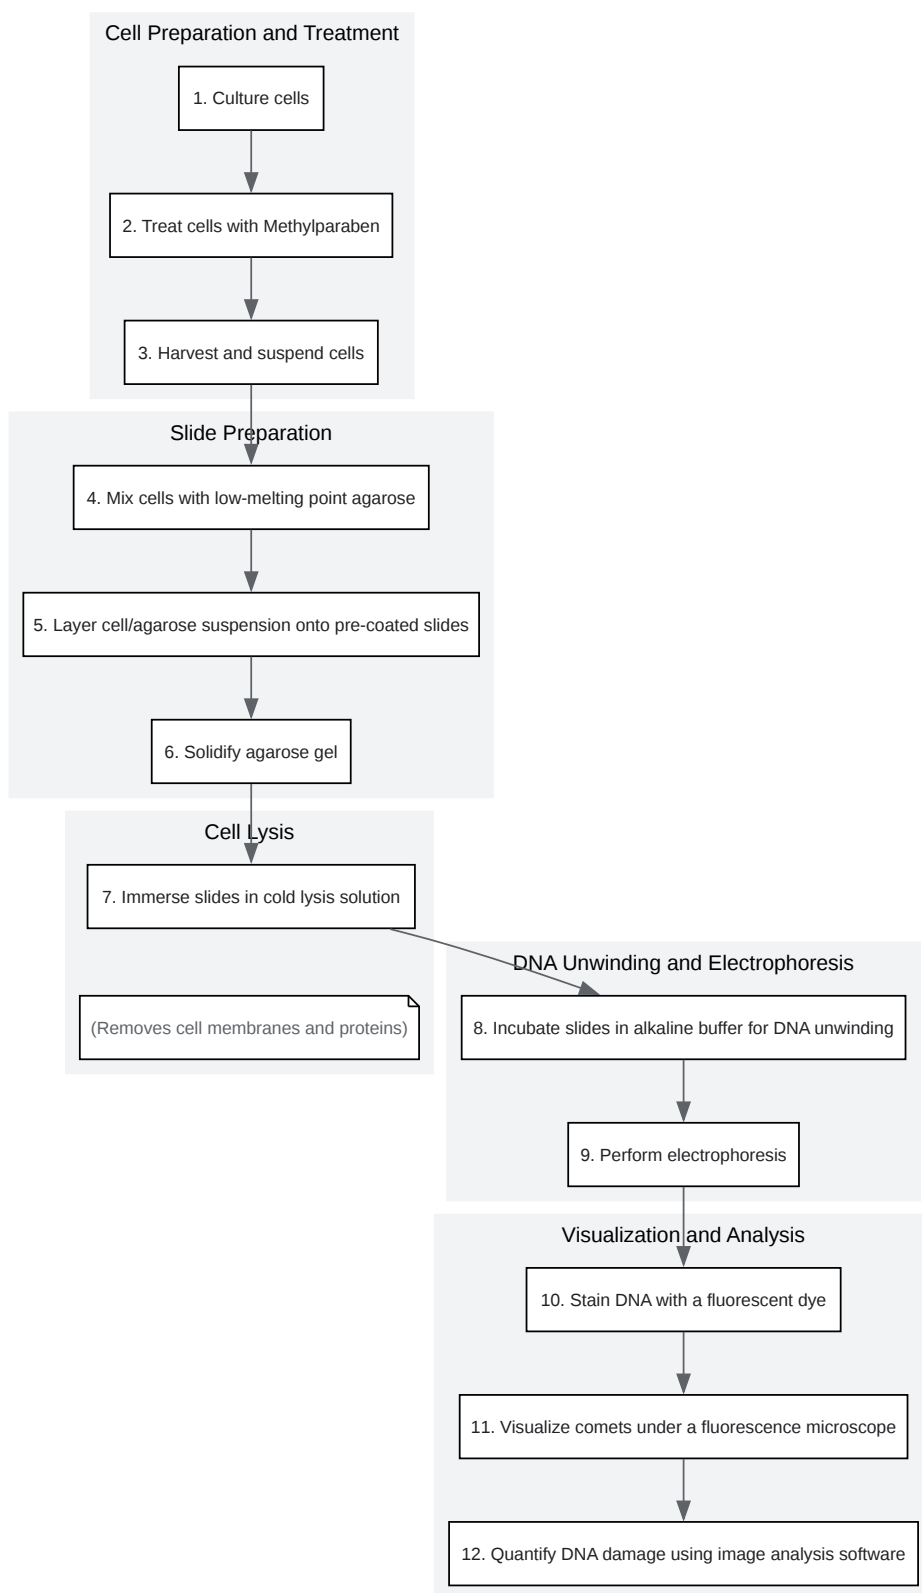 Cell Preparation and Treatment
1. Culture cells
2. Treat cells with Methylparaben
3. Harvest and suspend cells
Slide Preparation
4. Mix cells with low-melting point agarose
5. Layer cell/agarose suspension onto pre-coated slides
6. Solidify agarose gel
Cell Lysis
7. Immerse slides in cold lysis solution
(Removes cell membranes and proteins)
DNA Unwinding and Electrophoresis
8. Incubate slides in alkaline buffer for DNA unwinding
9. Perform electrophoresis
Visualization and Analysis
10. Stain DNA with a fluorescent dye
11. Visualize comets under a fluorescence microscope
12. Quantify DNA damage using image analysis software